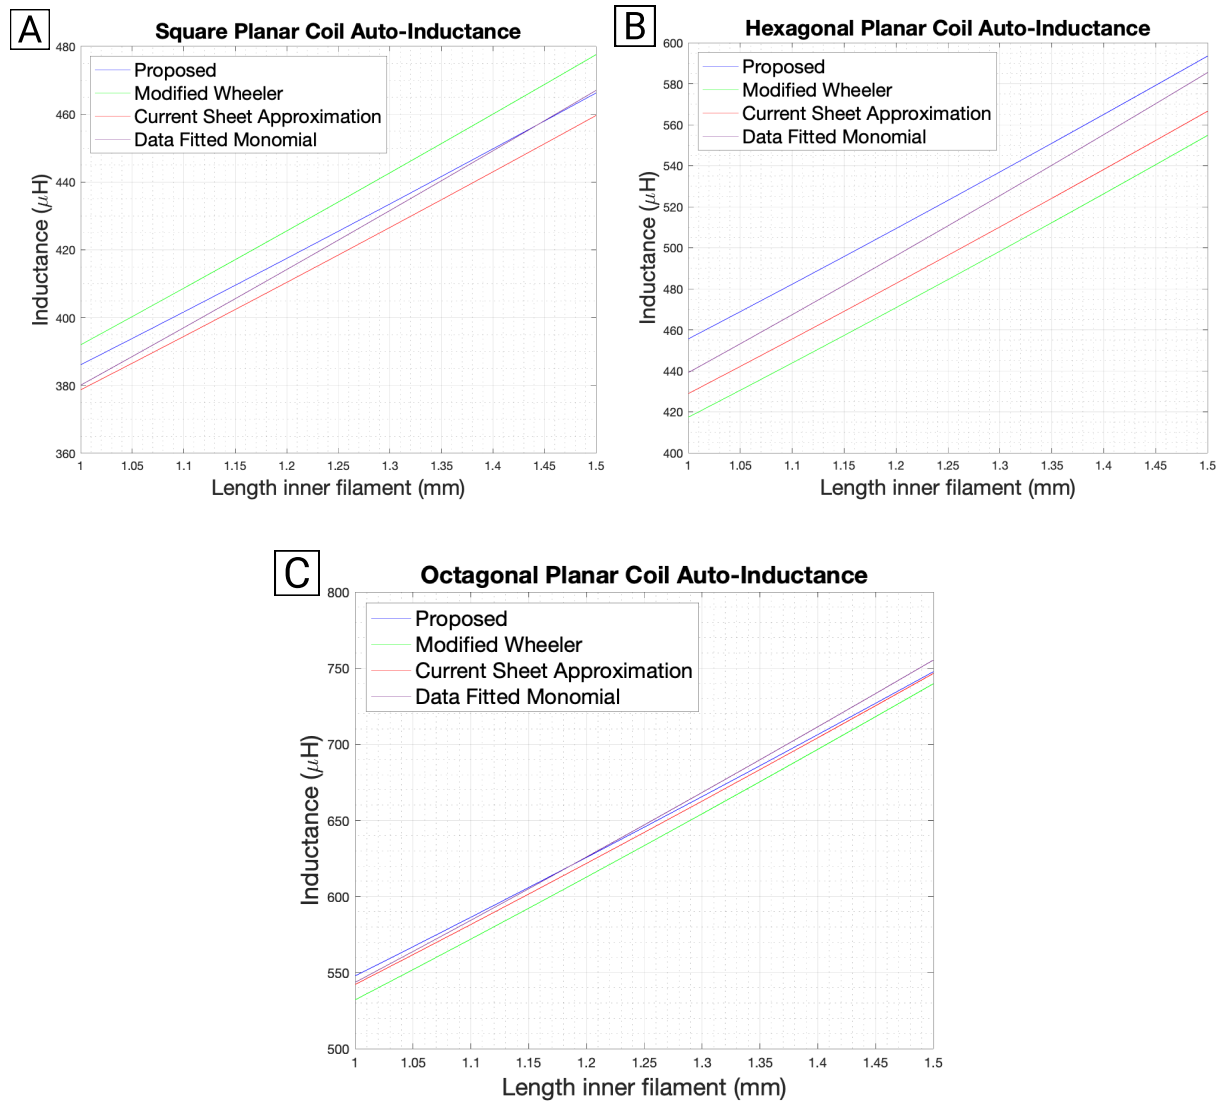 A
Square Planar Coil Auto-Inductance
Proposed
Modified Wheeler
Current Sheet Approximation
Data Fitted Monomial
480
460
440
420
400
380
360
Inductance (μH)
1 1.05 1.1 1.15 1.2 1.25 1.3 1.35 1.4 1.45 1.5
Length inner filament (mm)
B
Hexagonal Planar Coil Auto-Inductance
Proposed
Modified Wheeler
Current Sheet Approximation
Data Fitted Monomial
600
580
560
540
520
500
480
460
440
420
400
Inductance (μH)
1 1.05 1.1 1.15 1.2 1.25 1.3 1.35 1.4 1.45 1.5
Length inner filament (mm)
C
Octagonal Planar Coil Auto-Inductance
Proposed
Modified Wheeler
Current Sheet Approximation
Data Fitted Monomial
800
750
700
650
600
550
500
Inductance (μH)
1 1.05 1.1 1.15 1.2 1.25 1.3 1.35 1.4 1.45 1.5
Length inner filament (mm)